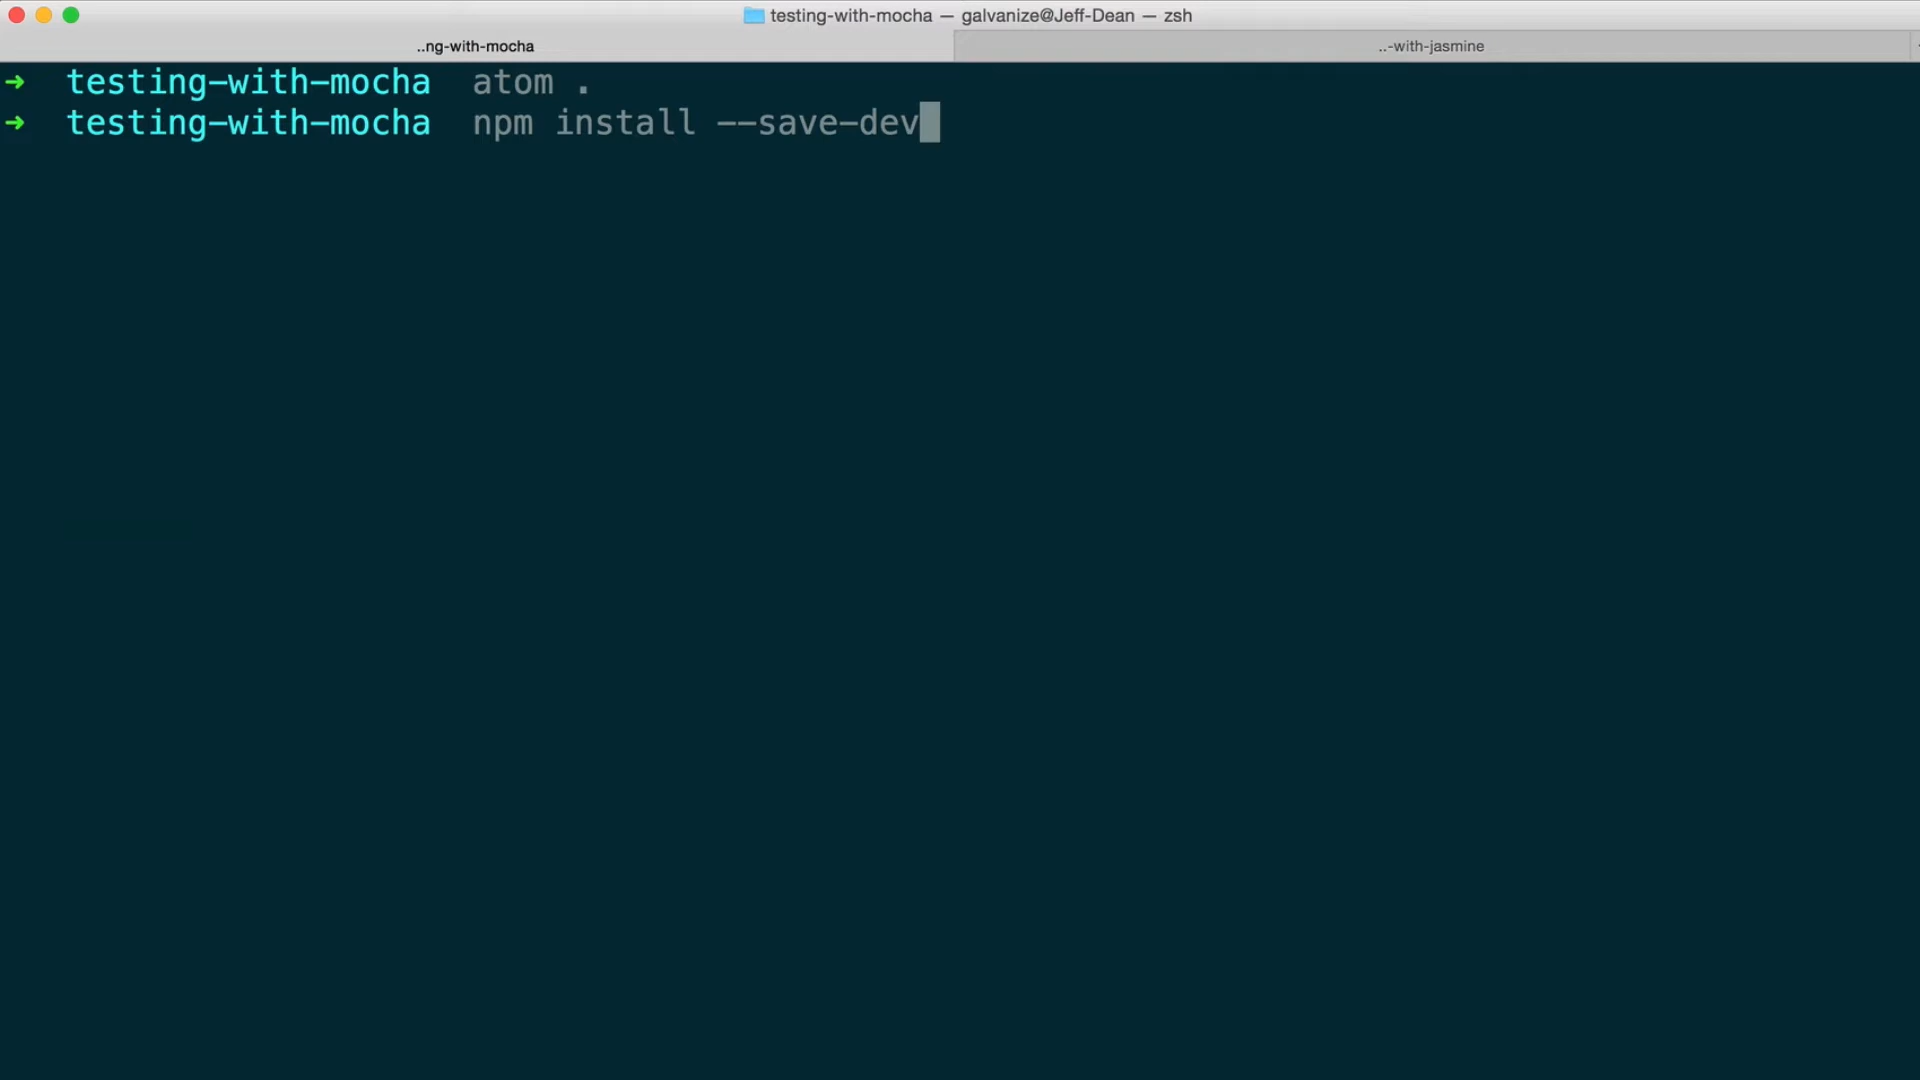 testing-with-mocha — galvanize@Jeff-Dean — zsh
..ng-with-mocha
..-with-jasmine
➜ testing-with-mocha atom .
➜ testing-with-mocha npm install --save-dev